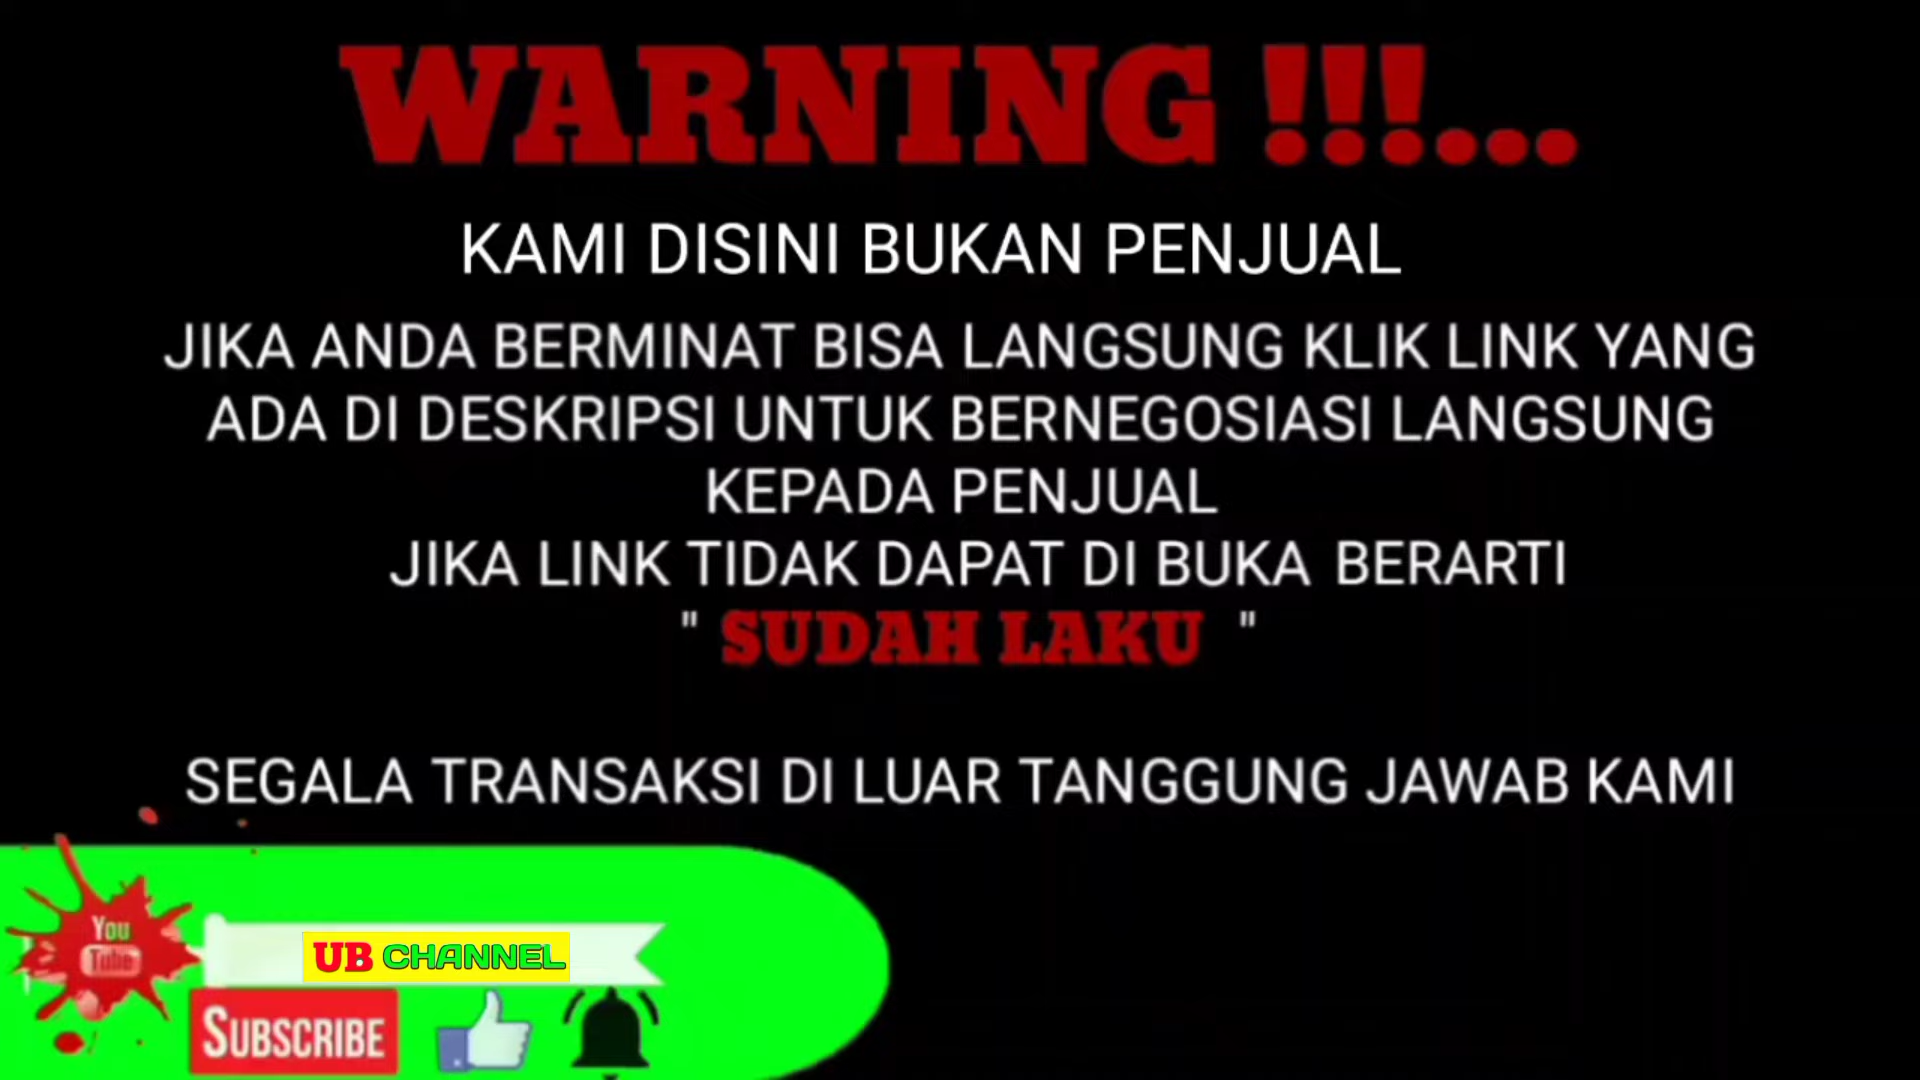 WARNING !!!...
KAMI DISINI BUKAN PENJUAL
JIKA ANDA BERMINAT BISA LANGSUNG KLIK LINK YANG
ADA DI DESKRIPSI UNTUK BERNEGOSIASI LANGSUNG
KEPADA PENJUAL
JIKA LINK TIDAK DAPAT DI BUKA BERARTI
" SUDAH LAKU "
SEGALA TRANSAKSI DI LUAR TANGGUNG JAWAB KAMI
You
Tube
UB CHANNEL
SUBSCRIBE